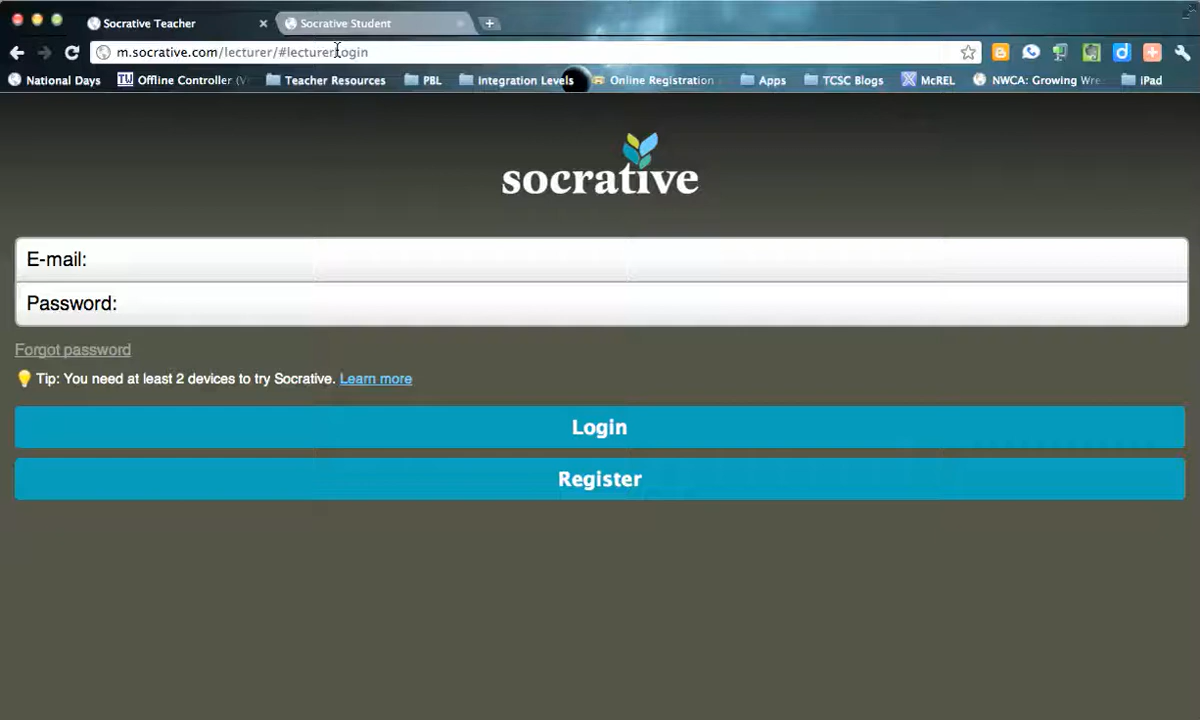 Socrative Teacher
Socrative Student
m.socrative.com/lecturer/#lecturerLogin
National Days
Offline Controller (V
Teacher Resources
PBL
Integration Levels
Online Registration
Apps
TCSC Blogs
McREL
NWCA: Growing Wre
iPad
socrative
E-mail:
Password:
Forgot password
Tip: You need at least 2 devices to try Socrative. Learn more
Login
Register